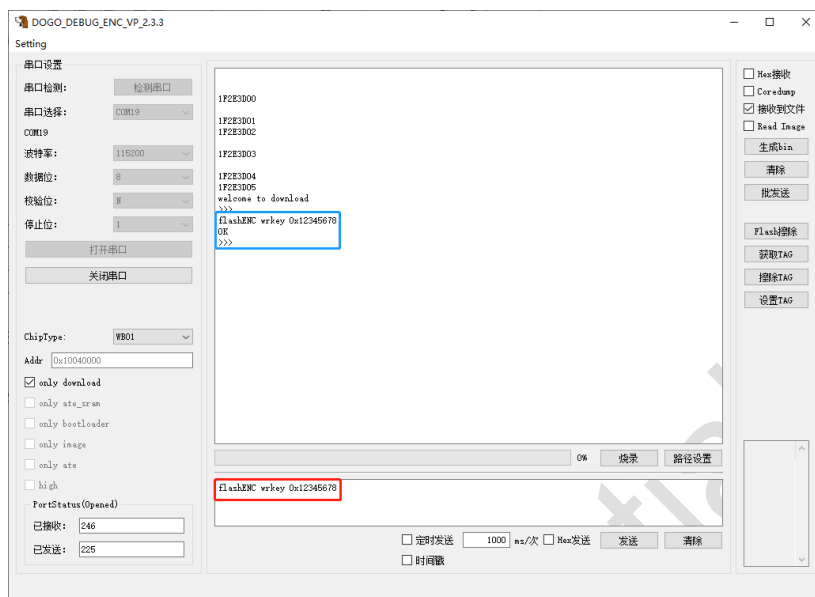 DOGO_DEBUG_ENC_VP_2.3.3
Setting
串口设置
串口检测:
检测串口
串口选择:
COM19
COM19
波特率:
115200
数据位:
8
校验位:
N
停止位:
1
打开串口
关闭串口
ChipType:
WB01
Addr
0x10040000
only download
only ate_sram
only bootloader
only image
only ate
high
PortStatus(Opened)
已接收:
246
已发送:
225
1F2E3D00
1F2E3D01
1F2E3D02
1F2E3D03
1F2E3D04
1F2E3D05
welcome to download
>>>
flashENC wrkey 0x12345678
OK
>>>
0%
烧录
路径设置
flashENC wrkey 0x12345678
定时发送
1000
ms/次
Hex发送
发送
清除
时间戳
Hex接收
Coredump
接收到文件
Read Image
生成bin
清除
批发送
Flash擦除
获取TAG
擦除TAG
设置TAG